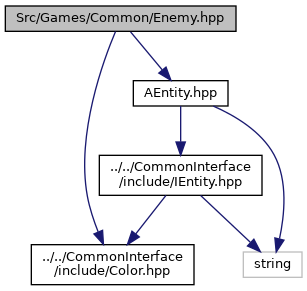 Src/Games/Common/Enemy.hpp
AEntity.hpp
../../CommonInterface
/include/IEntity.hpp
../../CommonInterface
/include/Color.hpp
string